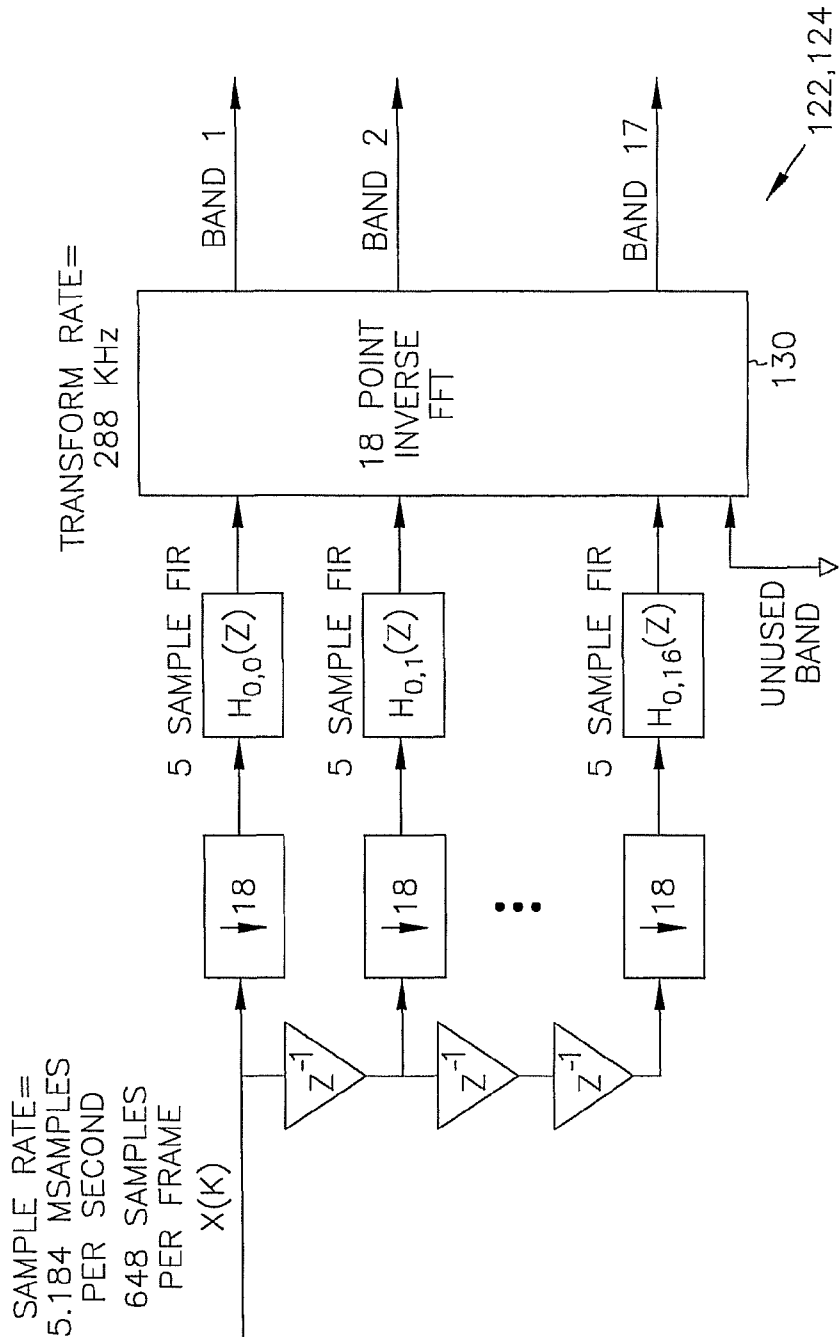 SAMPLE RATE=
5.184 MSAMPLES
PER SECOND
648 SAMPLES
PER FRAME
X(K)
Z-1
Z-1
Z-1
↓18
↓18
•••
↓18
5 SAMPLE FIR
H0,0(Z)
5 SAMPLE FIR
H0,1(Z)
5 SAMPLE FIR
H0,16(Z)
UNUSED
BAND
TRANSFORM RATE=
288 KHz
18 POINT
INVERSE
FFT
130
BAND 1
BAND 2
BAND 17
122,124